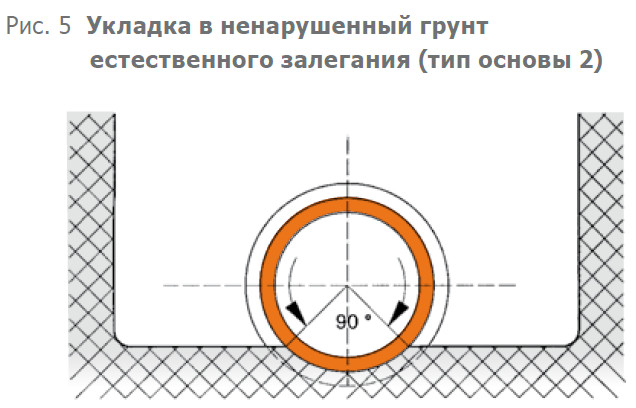 Рис. 5 Укладка в ненарушенный грунт
естественного залегания (тип основы 2)
90 °